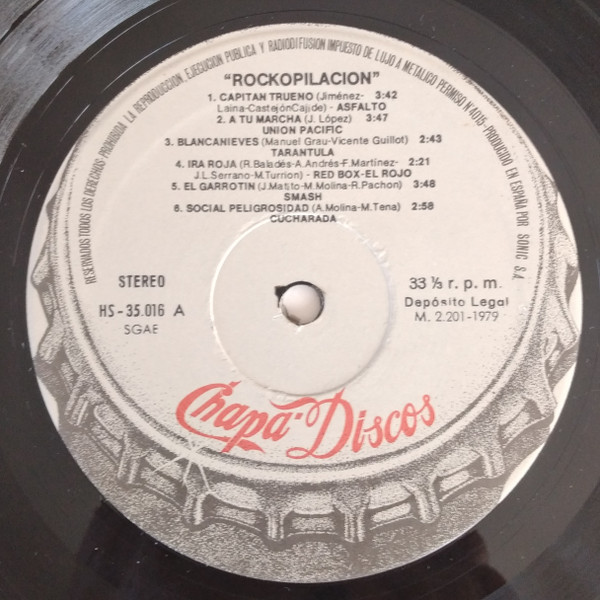 RESERVADOS TODOS LOS DERECHOS PROHIBIDA LA REPRODUCCION, EJECUCION PUBLICA Y RADIODIFUSION IMPUESTO DE LUJO A METALICO PERMISO Nº 4015 - PRODUCIDO EN ESPAÑA POR SONIC S.A.
"ROCKOPILACION"
1. CAPITAN TRUENO (Jiménez- 3:42
Laina-CastejónCajide) - ASFALTO
2. A TU MARCHA (J. López) 3:47
UNION PACIFIC
3. BLANCANIEVES (Manuel Grau-Vicente Guillot) 2:43
TARANTULA
4. IRA ROJA (R.Baladés-A.Andrés-F.Martínez- 2:21
J.L.Serrano-M.Turrion) - RED BOX-EL ROJO
5. EL GARROTIN (J.Matito-M.Molina-R.Pachon) 3:48
SMASH
6. SOCIAL PELIGROSIDAD (A.Molina-M.Tena) 2:58
CUCHARADA
STEREO
33 ⅓ r. p. m.
HS-35.016 A
Depósito Legal
SGAE
M. 2.201-1979
Chapa-Discos